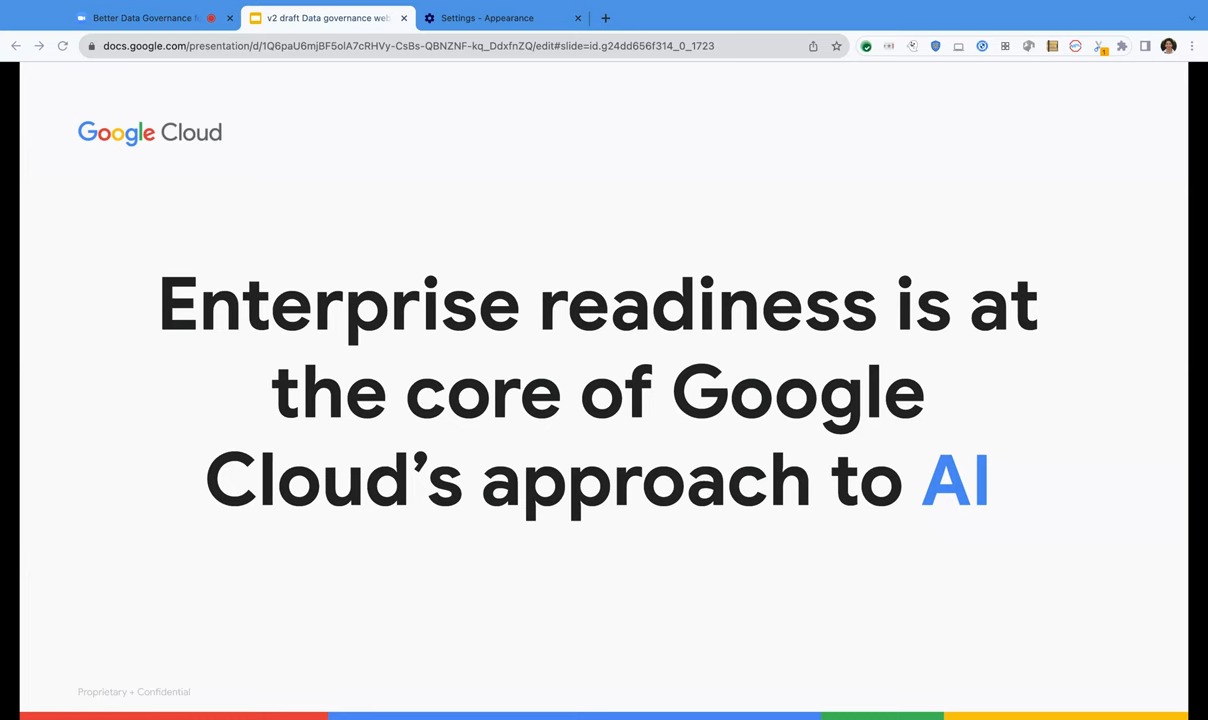 Better Data Governance
v2 draft Data governance web
Settings - Appearance
docs.google.com/presentation/d/1Q6paU6mjBF5olA7cRHVy-CsBs-QBNZNF-kq_DdxfnZQ/edit#slide=id.g24dd656f314_0_1723
1
Google Cloud
Enterprise readiness is at
the core of Google
Cloud’s approach to AI
Proprietary + Confidential